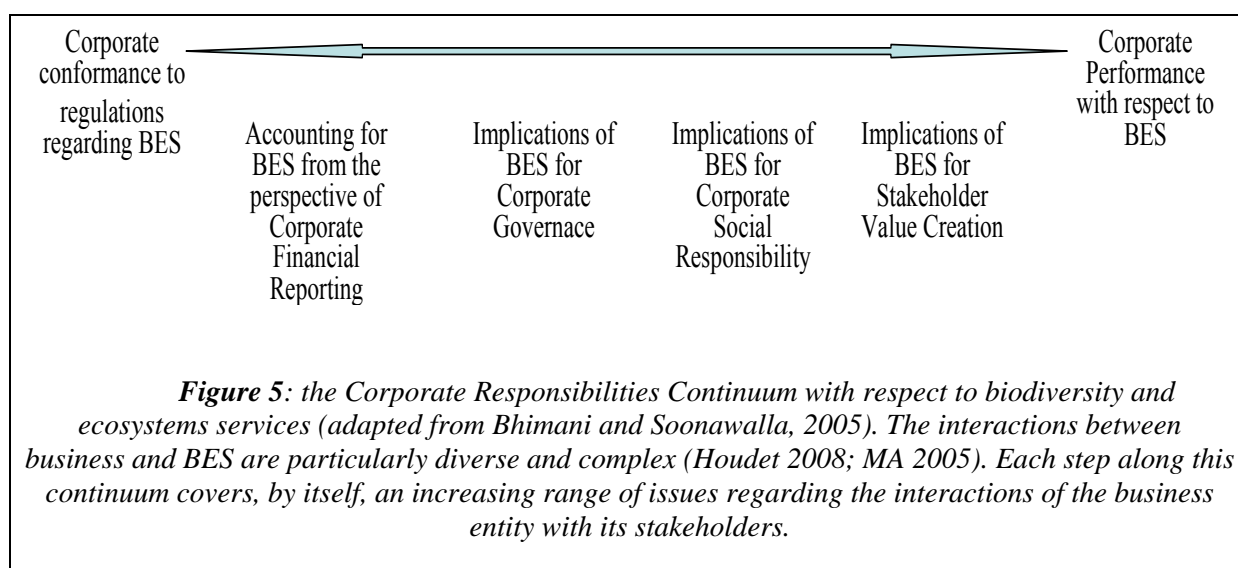 Corporate
conformance to
regulations
regarding BES
Accounting for
BES from the
perspective of
Corporate
Financial
Reporting
Implications of
BES for
Corporate
Governace
Implications of
BES for
Corporate
Social
Responsibility
Implications of
BES for
Stakeholder
Value Creation
Corporate
Performance
with respect to
BES
Figure 5: the Corporate Responsibilities Continuum with respect to biodiversity and
ecosystems services (adapted from Bhimani and Soonawalla, 2005). The interactions between
business and BES are particularly diverse and complex (Houdet 2008; MA 2005). Each step along this
continuum covers, by itself, an increasing range of issues regarding the interactions of the business
entity with its stakeholders.